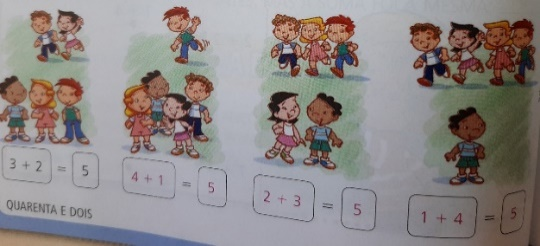 3 + 2 = 5
4 + 1 = 5
2 + 3 = 5
1 + 4 = 5
QUARENTA E DOIS